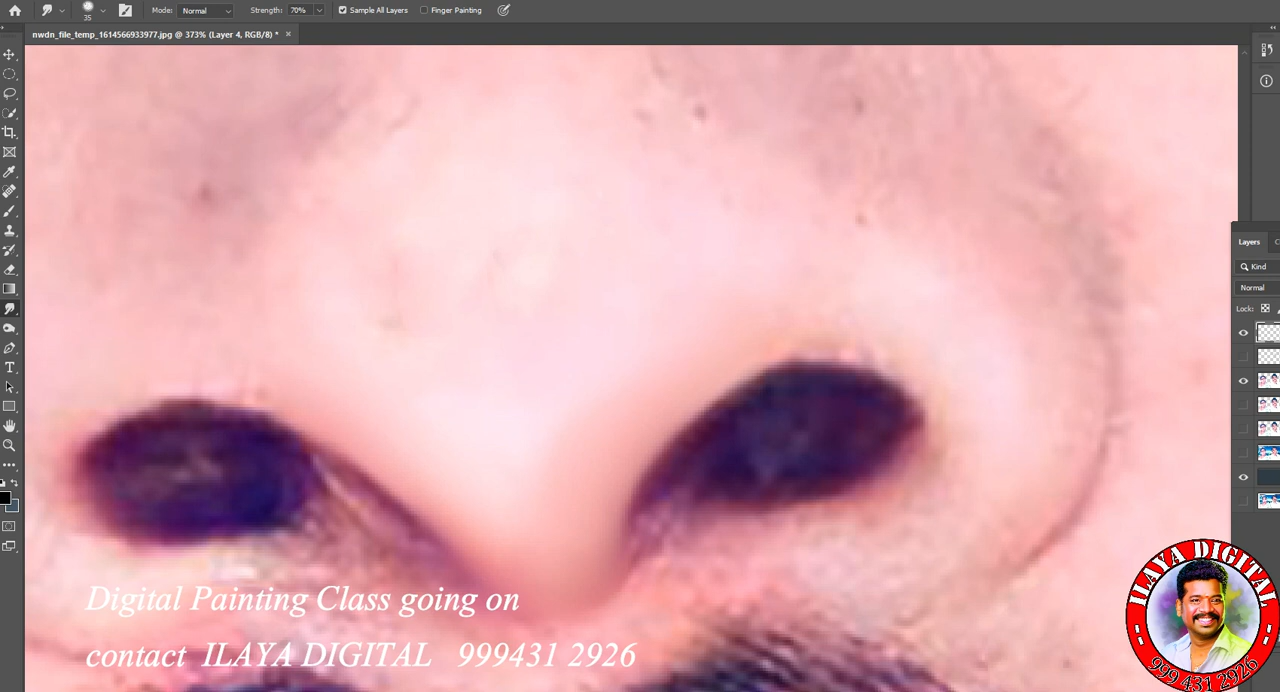 Mode: Normal Strength: 70% Sample All Layers Finger Painting
35
nwdn_file_temp_1614566933977.jpg @ 373% (Layer 4, RGB/8) * ×
Layers
Kind
Normal
Lock:
Digital Painting Class going on
contact ILAYA DIGITAL 999431 2926
ILAYA DIGITAL
999 431 2926